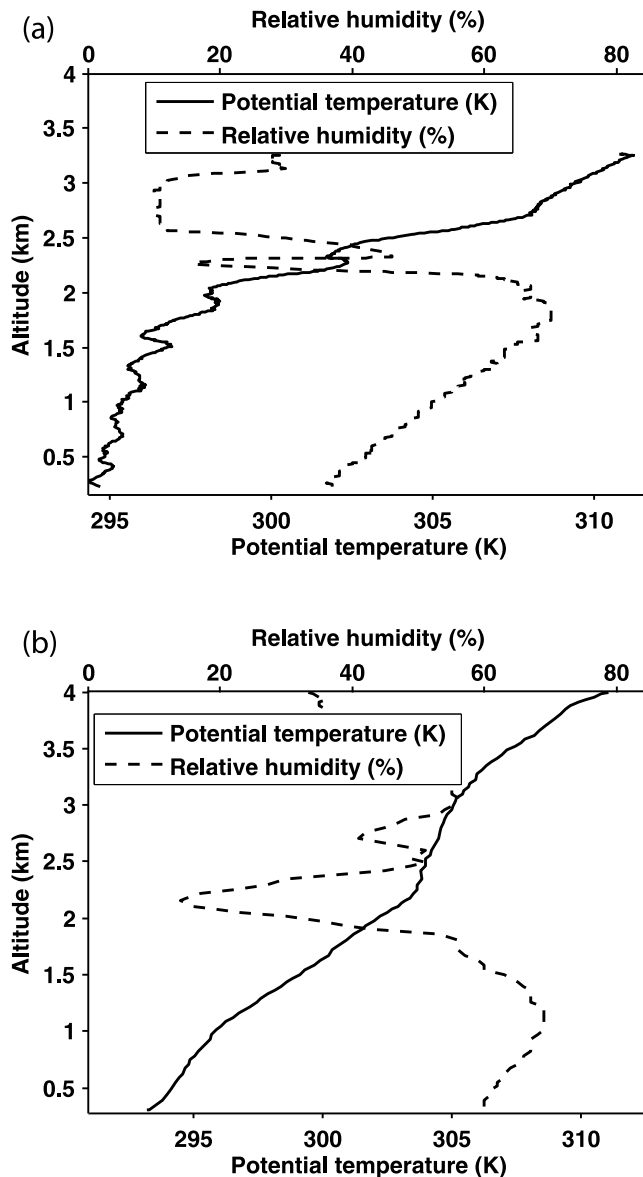 (a)
Relative humidity (%)
0 20 40 60 80
4
Potential temperature (K)
Relative humidity (%)
3.5
3
2.5
2
1.5
1
0.5
Altitude (km)
295 300 305 310
Potential temperature (K)
(b)
Relative humidity (%)
0 20 40 60 80
4
Potential temperature (K)
Relative humidity (%)
3.5
3
2.5
2
1.5
1
0.5
Altitude (km)
295 300 305 310
Potential temperature (K)